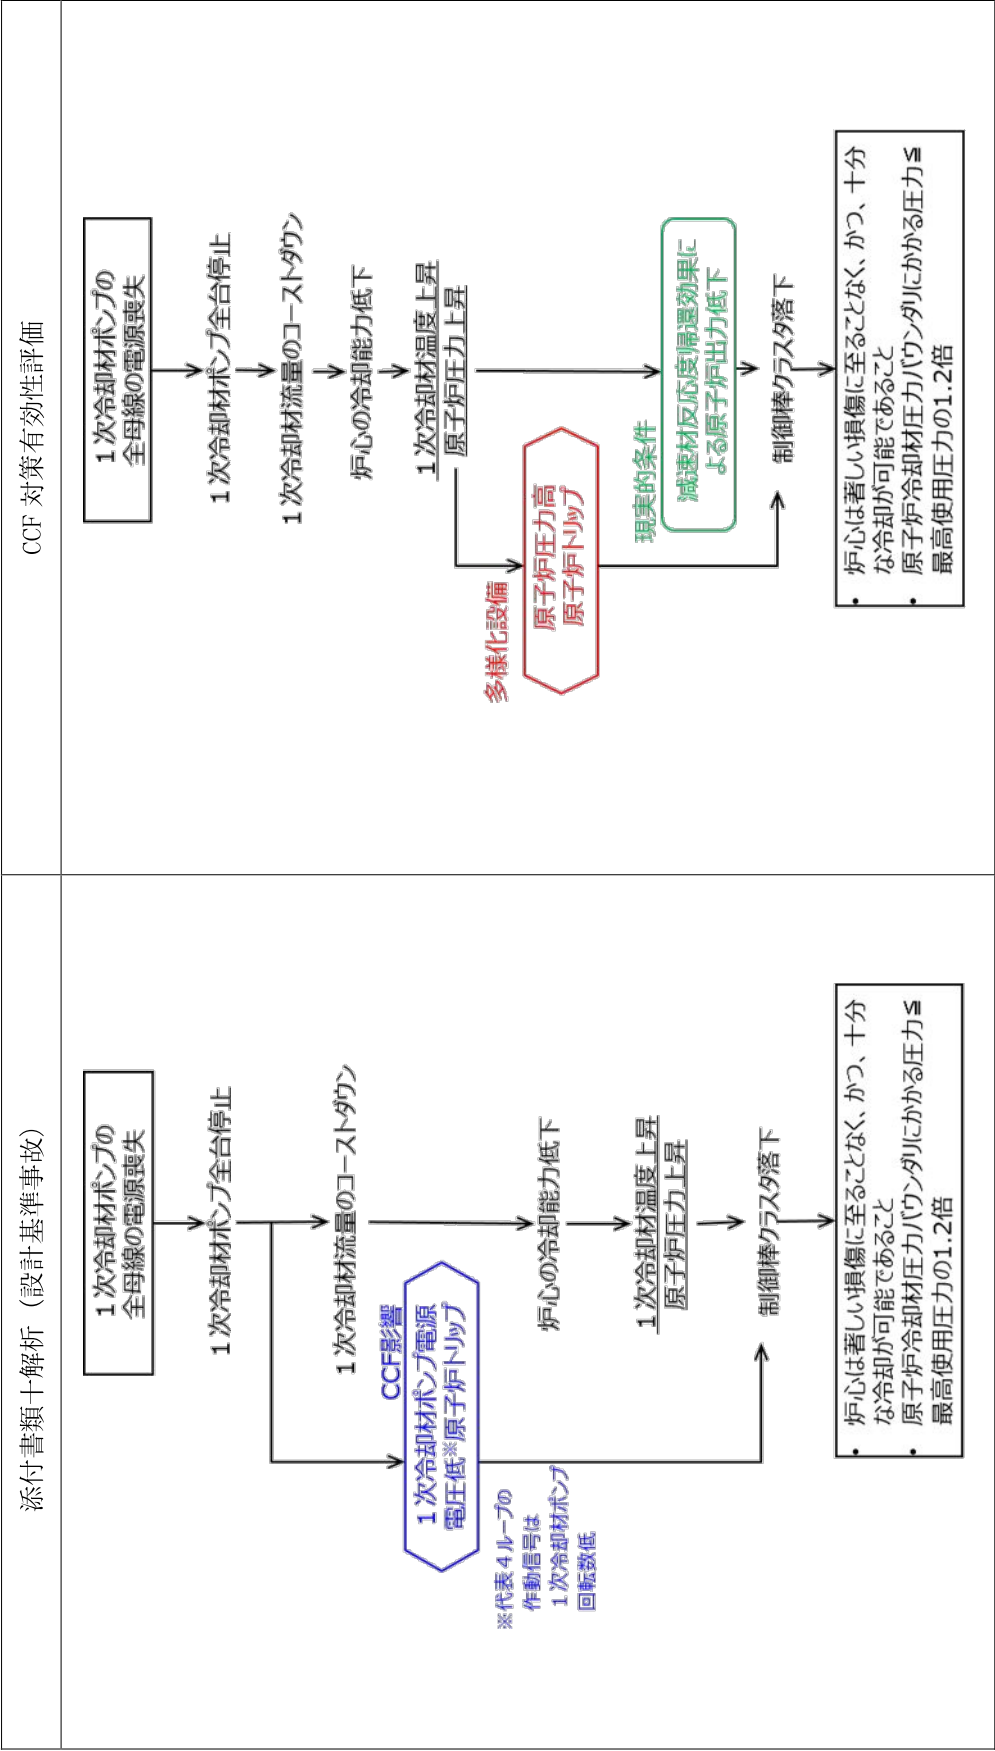 添付書類十解析（設計基準事故）
１次冷却材ポンプの
全母線の電源喪失
１次冷却材ポンプ全台停止
１次冷却材流量のコーストダウン
CCF影響
１次冷却材ポンプ電源
電圧低※原子炉トリップ
※代表４ループの
作動信号は
１次冷却材ポンプ
回転数低
炉心の冷却能力低下
１次冷却材温度上昇
原子炉圧力上昇
制御棒クラスタ落下
• 炉心は著しい損傷に至ることなく、かつ、十分
な冷却が可能であること
• 原子炉冷却材圧力バウンダリにかかる圧力≦
最高使用圧力の1.2倍
CCF 対策有効性評価
１次冷却材ポンプの
全母線の電源喪失
１次冷却材ポンプ全台停止
１次冷却材流量のコーストダウン
炉心の冷却能力低下
１次冷却材温度上昇
原子炉圧力上昇
多様化設備
原子炉圧力高
原子炉トリップ
現実的条件
減速材反応度帰還効果に
よる原子炉出力低下
制御棒クラスタ落下
• 炉心は著しい損傷に至ることなく、かつ、十分
な冷却が可能であること
• 原子炉冷却材圧力バウンダリにかかる圧力≦
最高使用圧力の1.2倍